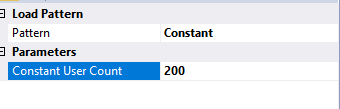 Load Pattern
Pattern Constant
Parameters
Constant User Count 200